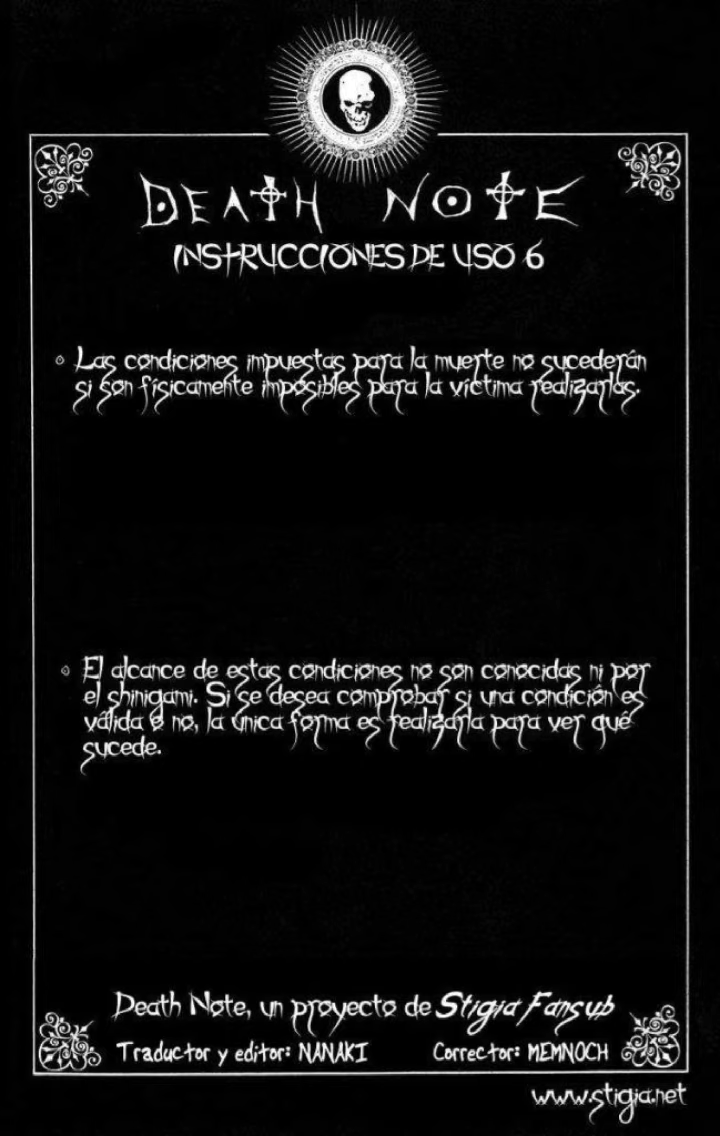 DEATH NOTE
INSTRUCCIONES DE USO 6
Las condiciones impuestas para la muerte no sucederán
si son físicamente imposibles para la víctima realizarlas.
El alcance de estas condiciones no son conocidas ni por
el shinigami. Si se desea comprobar si una condición es
válida o no, la única forma es realizarla para ver qué
sucede.
Death Note, un proyecto de Stigia Fansub
Traductor y editor: NANAKI Corrector: MEMNOCH
www.stigia.net